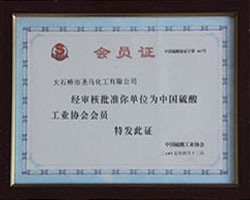 会员证
大石桥市圣鸟化工有限公司
经审核批准你单位为中国硫酸
工业协会会员
特发此证
中国硫酸工业协会